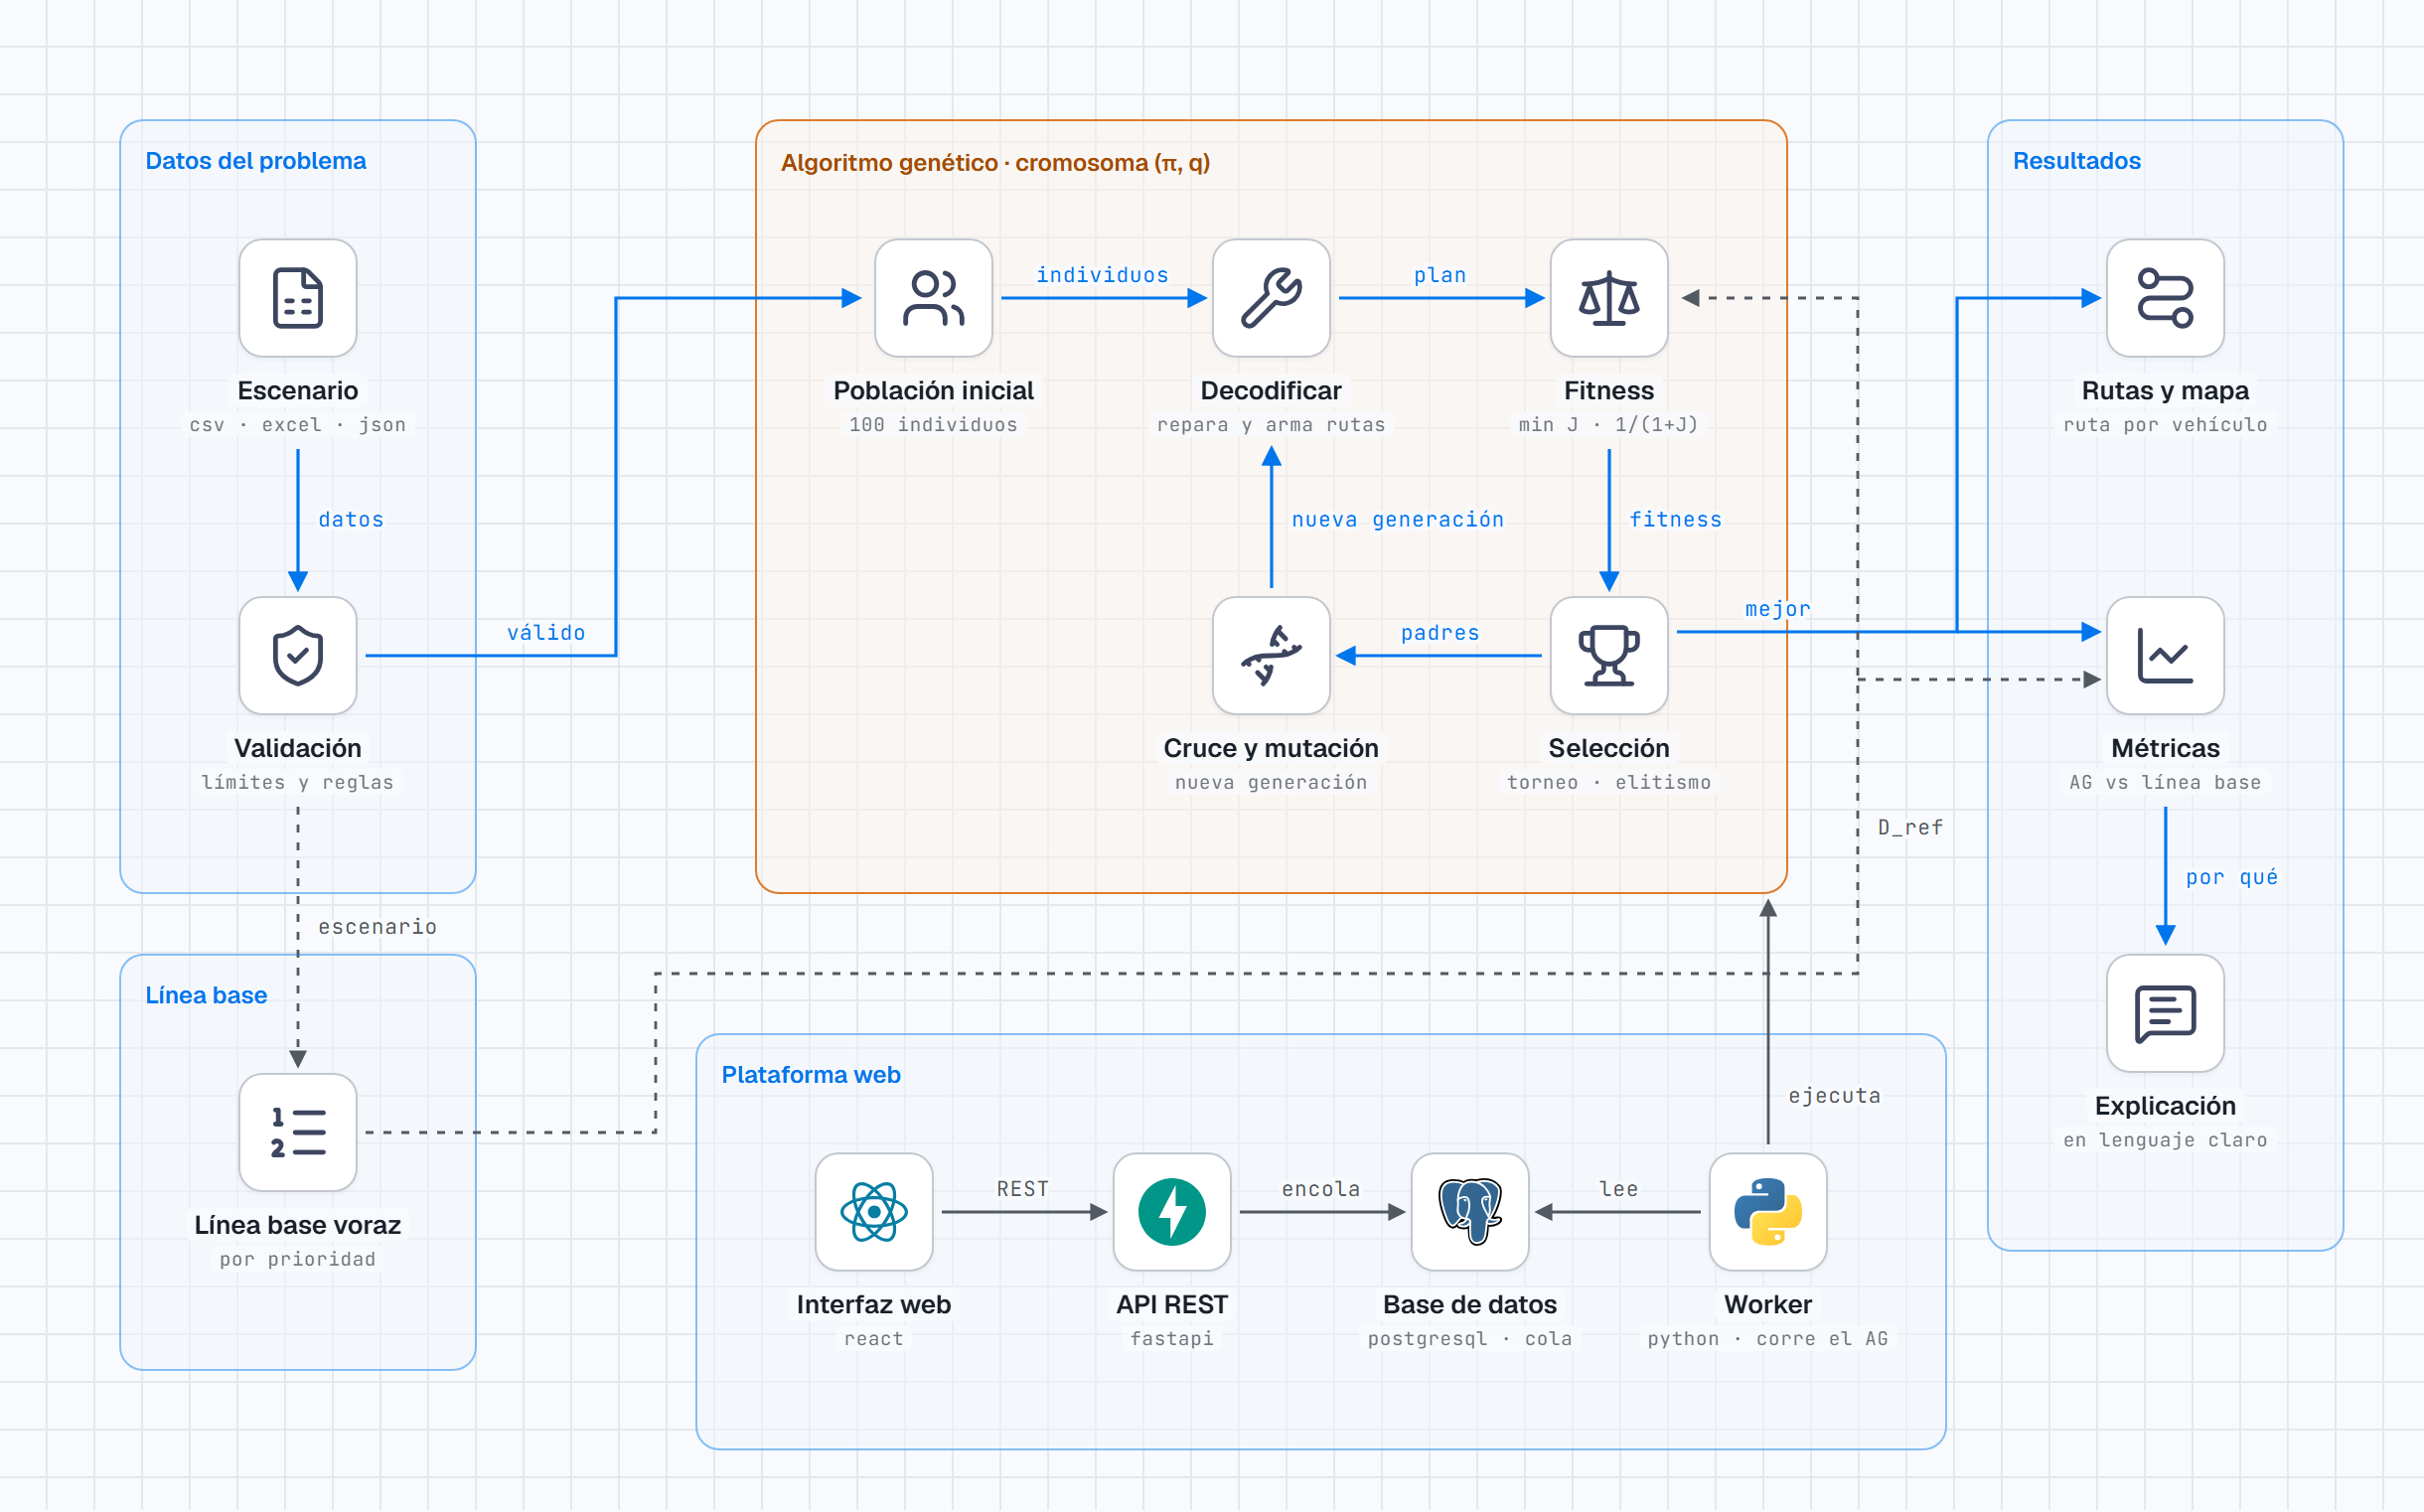 Datos del problema
Escenario
csv · excel · json
datos
Validación
límites y reglas
válido
escenario
Línea base
Línea base voraz
por prioridad
Algoritmo genético · cromosoma (π, q)
Población inicial
100 individuos
individuos
Decodificar
repara y arma rutas
plan
Fitness
min J · 1/(1+J)
nueva generación
fitness
Cruce y mutación
nueva generación
padres
Selección
torneo · elitismo
mejor
D_ref
Plataforma web
Interfaz web
react
REST
API REST
fastapi
encola
Base de datos
postgresql · cola
lee
Worker
python · corre el AG
ejecuta
Resultados
Rutas y mapa
ruta por vehículo
Métricas
AG vs línea base
por qué
Explicación
en lenguaje claro